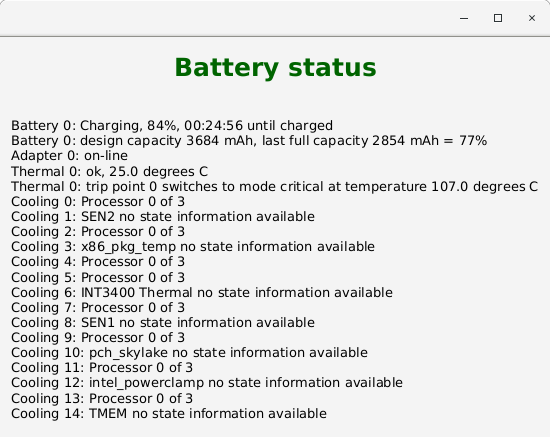 Battery status
Battery 0: Charging, 84%, 00:24:56 until charged
Battery 0: design capacity 3684 mAh, last full capacity 2854 mAh = 77%
Adapter 0: on-line
Thermal 0: ok, 25.0 degrees C
Thermal 0: trip point 0 switches to mode critical at temperature 107.0 degrees C
Cooling 0: Processor 0 of 3
Cooling 1: SEN2 no state information available
Cooling 2: Processor 0 of 3
Cooling 3: x86_pkg_temp no state information available
Cooling 4: Processor 0 of 3
Cooling 5: Processor 0 of 3
Cooling 6: INT3400 Thermal no state information available
Cooling 7: Processor 0 of 3
Cooling 8: SEN1 no state information available
Cooling 9: Processor 0 of 3
Cooling 10: pch_skylake no state information available
Cooling 11: Processor 0 of 3
Cooling 12: intel_powerclamp no state information available
Cooling 13: Processor 0 of 3
Cooling 14: TMEM no state information available